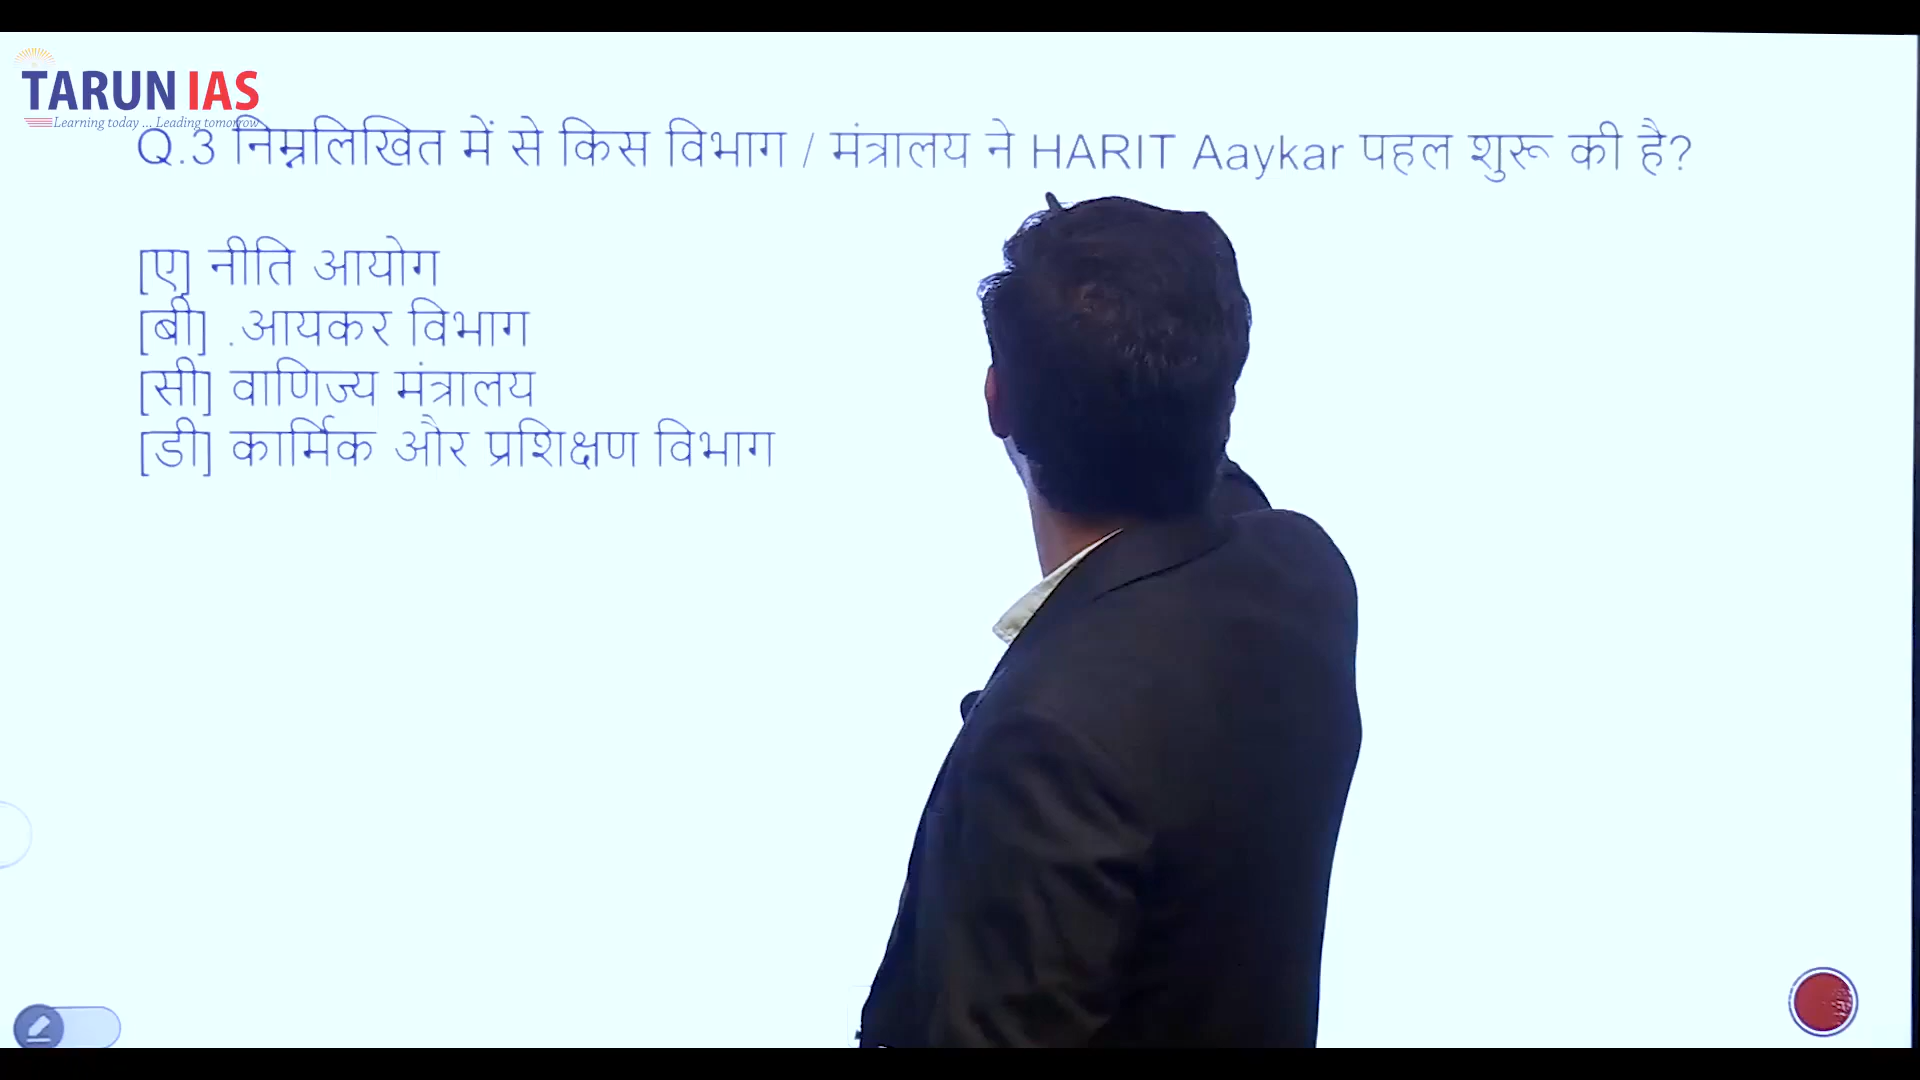 TARUN IAS
Learning today ... Leading tomorrow
Q.3 निम्नलिखित में से किस विभाग / मंत्रालय ने HARIT Aaykar पहल शुरू की है?
[ए] नीति आयोग
[बी] .आयकर विभाग
[सी] वाणिज्य मंत्रालय
[डी] कार्मिक और प्रशिक्षण विभाग